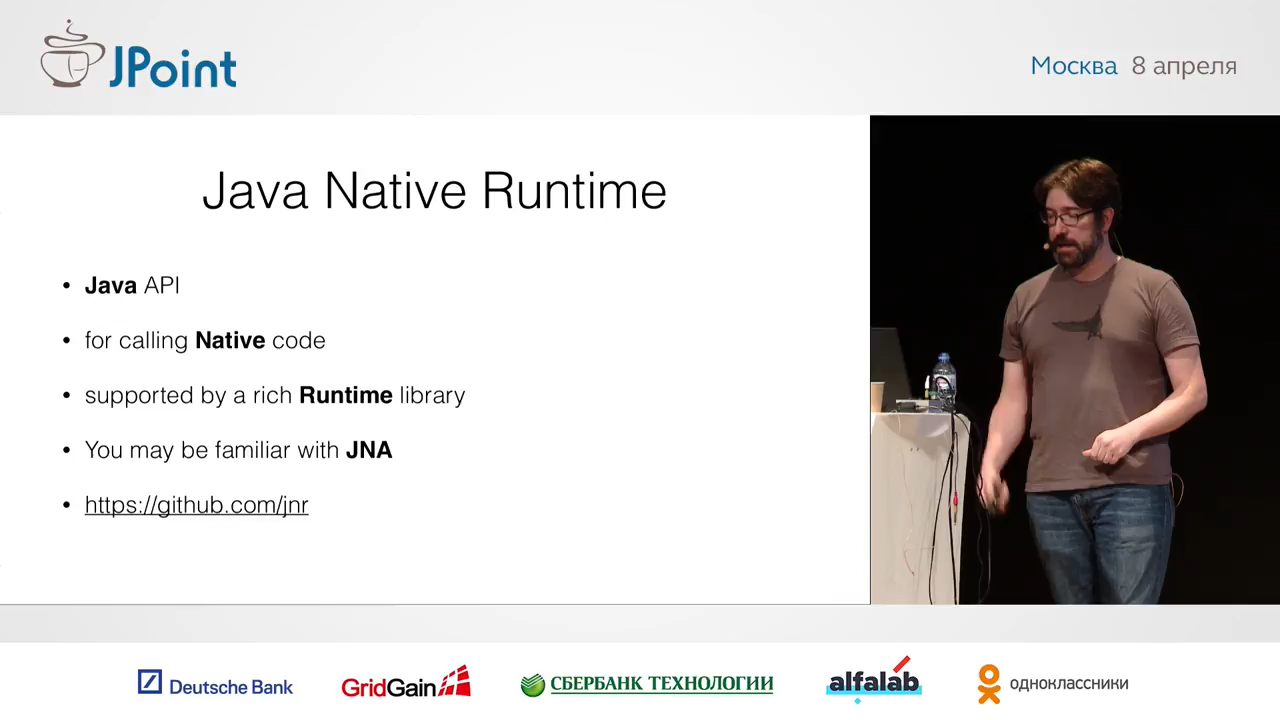 JPoint
Москва 8 апреля
Java Native Runtime
• Java API
• for calling Native code
• supported by a rich Runtime library
• You may be familiar with JNA
• https://github.com/jnr
Deutsche Bank
GridGain
СБЕРБАНК ТЕХНОЛОГИИ
alfalab
одноклассники